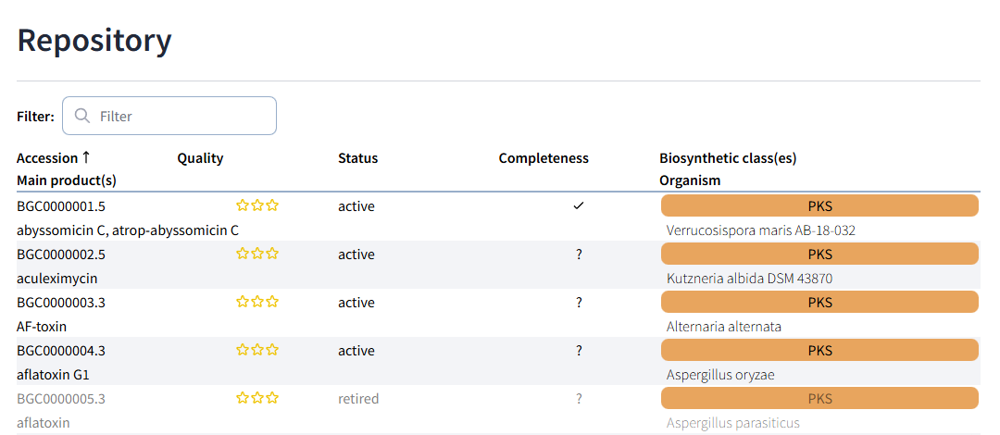 Repository
Filter: Filter
Accession ↑ Quality Status Completeness Biosynthetic class(es)
Main product(s) Organism
BGC0000001.5 active ✓ PKS
abyssomicin C, atrop-abyssomicin C Verrucosispora maris AB-18-032
BGC0000002.5 active ? PKS
aculeximycin Kutzneria albida DSM 43870
BGC0000003.3 active ? PKS
AF-toxin Alternaria alternata
BGC0000004.3 active ? PKS
aflatoxin G1 Aspergillus oryzae
BGC0000005.3 retired ? PKS
aflatoxin Aspergillus parasiticus